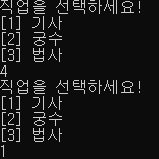 직업을 선택하세요!
[1] 기사
[2] 궁수
[3] 법사
4
직업을 선택하세요!
[1] 기사
[2] 궁수
[3] 법사
1